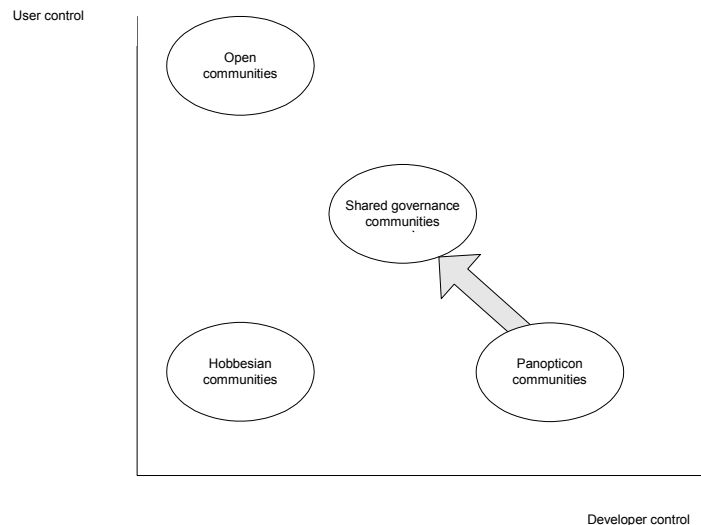 User control
Open
communities
Shared governance
communities
Hobbesian
communities
Panopticon
communities
Developer control